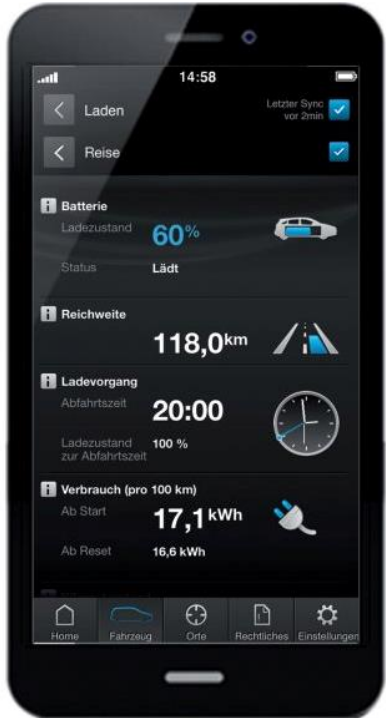 14:58
Laden
Letzter Sync
vor 2min
Reise
Batterie
Ladezustand
60%
Status
Lädt
Reichweite
118,0km
Ladevorgang
Abfahrtszeit
20:00
Ladezustand
zur Abfahrtszeit
100 %
Verbrauch (pro 100 km)
Ab Start
17,1kWh
Ab Reset
16,6 kWh
Home
Fahrzeug
Orte
Rechtliches
Einstellungen